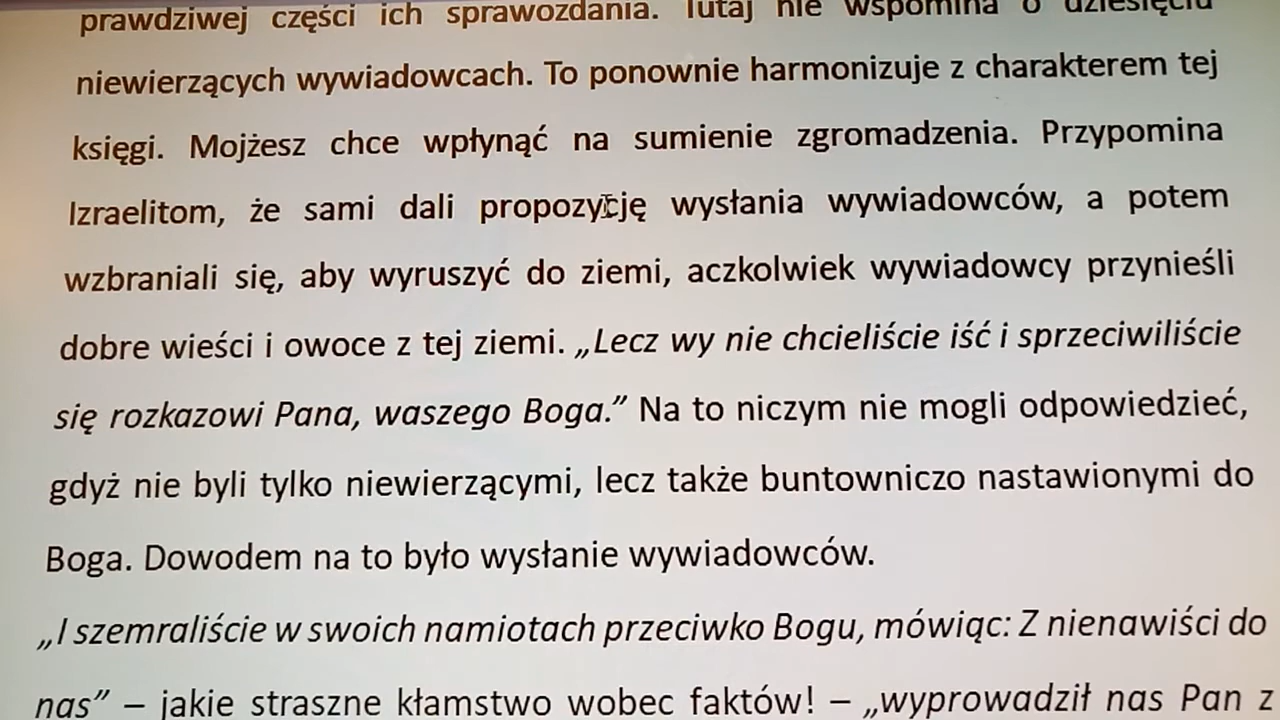 prawdziwej części ich sprawozdania. Tutaj nie wspomina o dziesięciu
niewierzących wywiadowcach. To ponownie harmonizuje z charakterem tej
księgi. Mojżesz chce wpłynąć na sumienie zgromadzenia. Przypomina
Izraelitom, że sami dali propozycję wysłania wywiadowców, a potem
wzbraniali się, aby wyruszyć do ziemi, aczkolwiek wywiadowcy przynieśli
dobre wieści i owoce z tej ziemi. „Lecz wy nie chcieliście iść i sprzeciwiliście
się rozkazowi Pana, waszego Boga.” Na to niczym nie mogli odpowiedzieć,
gdyż nie byli tylko niewierzącymi, lecz także buntowniczo nastawionymi do
Boga. Dowodem na to było wysłanie wywiadowców.
„I szemraliście w swoich namiotach przeciwko Bogu, mówiąc: Z nienawiści do
nas” – jakie straszne kłamstwo wobec faktów! – „wyprowadził nas Pan z